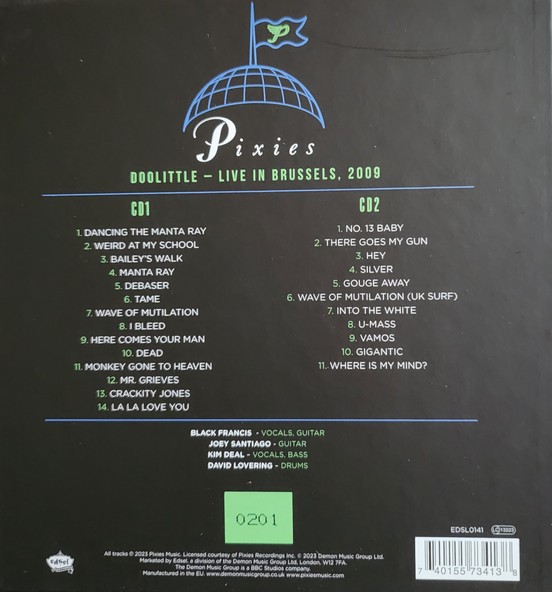 Pixies
DOOLITTLE – LIVE IN BRUSSELS, 2009
CD1
1. DANCING THE MANTA RAY
2. WEIRD AT MY SCHOOL
3. BAILEY'S WALK
4. MANTA RAY
5. DEBASER
6. TAME
7. WAVE OF MUTILATION
8. I BLEED
9. HERE COMES YOUR MAN
10. DEAD
11. MONKEY GONE TO HEAVEN
12. MR. GRIEVES
13. CRACKITY JONES
14. LA LA LOVE YOU
CD2
1. NO. 13 BABY
2. THERE GOES MY GUN
3. HEY
4. SILVER
5. GOUGE AWAY
6. WAVE OF MUTILATION (UK SURF)
7. INTO THE WHITE
8. U-MASS
9. VAMOS
10. GIGANTIC
11. WHERE IS MY MIND?
BLACK FRANCIS - VOCALS, GUITAR
JOEY SANTIAGO - GUITAR
KIM DEAL - VOCALS, BASS
DAVID LOVERING - DRUMS
0201
EDSL0141
Edsel
All tracks © 2023 Pixies Music. Licensed courtesy of Pixies Recordings Inc. © 2023 Demon Music Group Ltd.
Marketed by Edsel. a division of the Demon Music Group Ltd, London, W12 7FA.
The Demon Music Group is a BBC Studios company.
Manufactured in the EU. www.demonmusicgroup.co.uk www.pixiesmusic.com
7 40155 73413 8